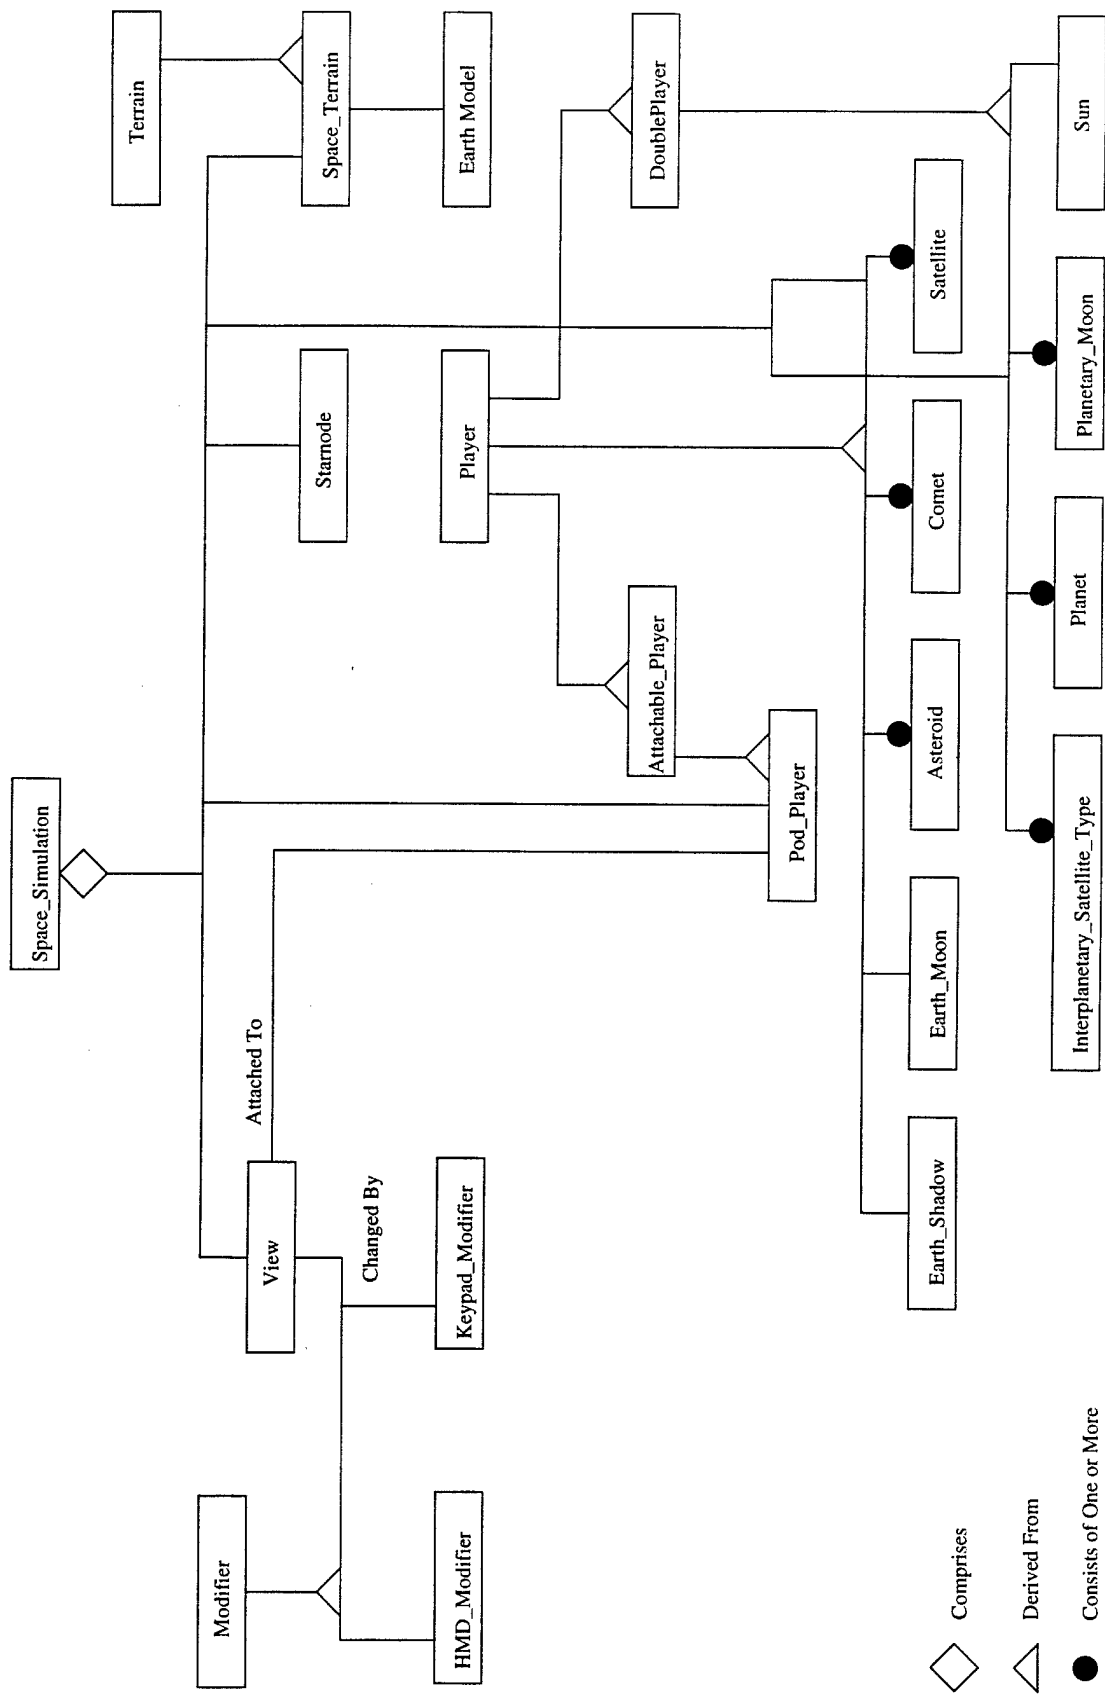 Space_Simulation
Terrain
Space_Terrain
Earth Model
Starnode
View
Attached To
Changed By
Modifier
HMD_Modifier
Keypad_Modifier
Player
Attachable_Player
DoublePlayer
Pod_Player
Earth_Shadow
Earth_Moon
Asteroid
Comet
Satellite
Interplanetary_Satellite_Type
Planet
Planetary_Moon
Sun
Comprises
Derived From
Consists of One or More